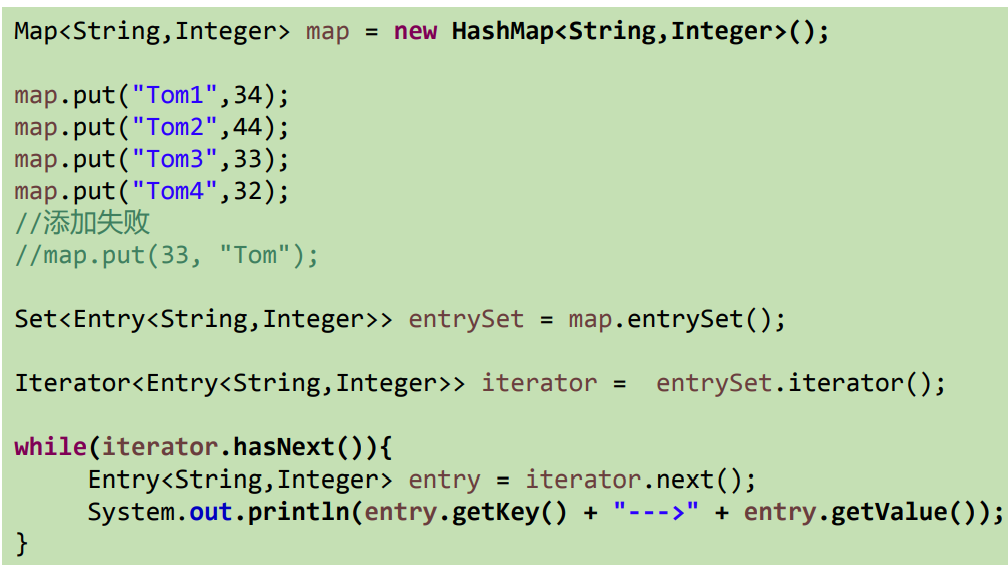 Map<String,Integer> map = new HashMap<String,Integer>();
map.put("Tom1",34);
map.put("Tom2",44);
map.put("Tom3",33);
map.put("Tom4",32);
//添加失败
//map.put(33, "Tom");
Set<Entry<String,Integer>> entrySet = map.entrySet();
Iterator<Entry<String,Integer>> iterator =  entrySet.iterator();
while(iterator.hasNext()){
     Entry<String,Integer> entry = iterator.next();
     System.out.println(entry.getKey() + "--->" + entry.getValue());
}